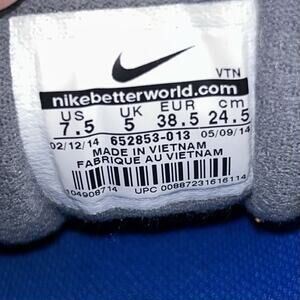 VTN
nikebetterworld.com
US UK EUR cm
7.5 5 38.5 24.5
02/12/14 652853-013 05/09/14
MADE IN VIETNAM
FABRIQUE AU VIETNAM
104908714 UPC 00887231616114